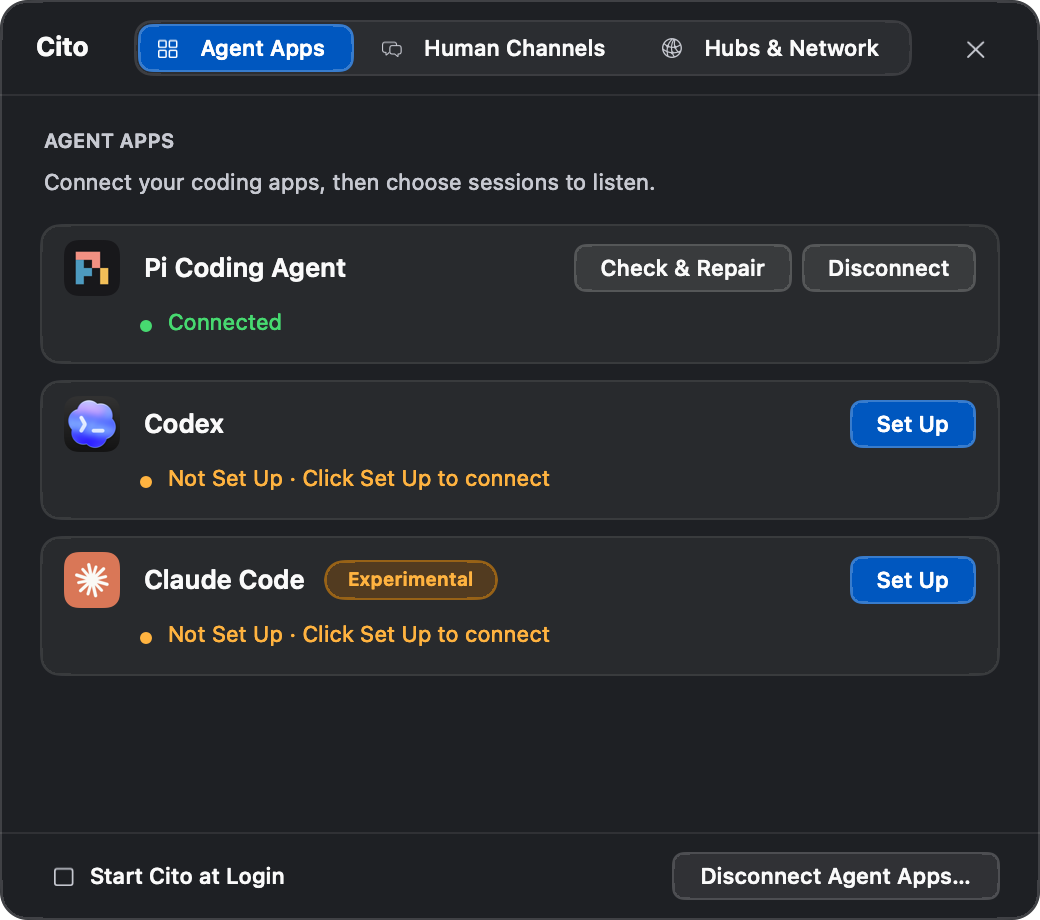 Cito
Agent Apps
Human Channels
Hubs & Network
AGENT APPS
Connect your coding apps, then choose sessions to listen.
Pi Coding Agent
Check & Repair
Disconnect
Connected
Codex
Set Up
Not Set Up · Click Set Up to connect
Claude Code
Experimental
Set Up
Not Set Up · Click Set Up to connect
Start Cito at Login
Disconnect Agent Apps...